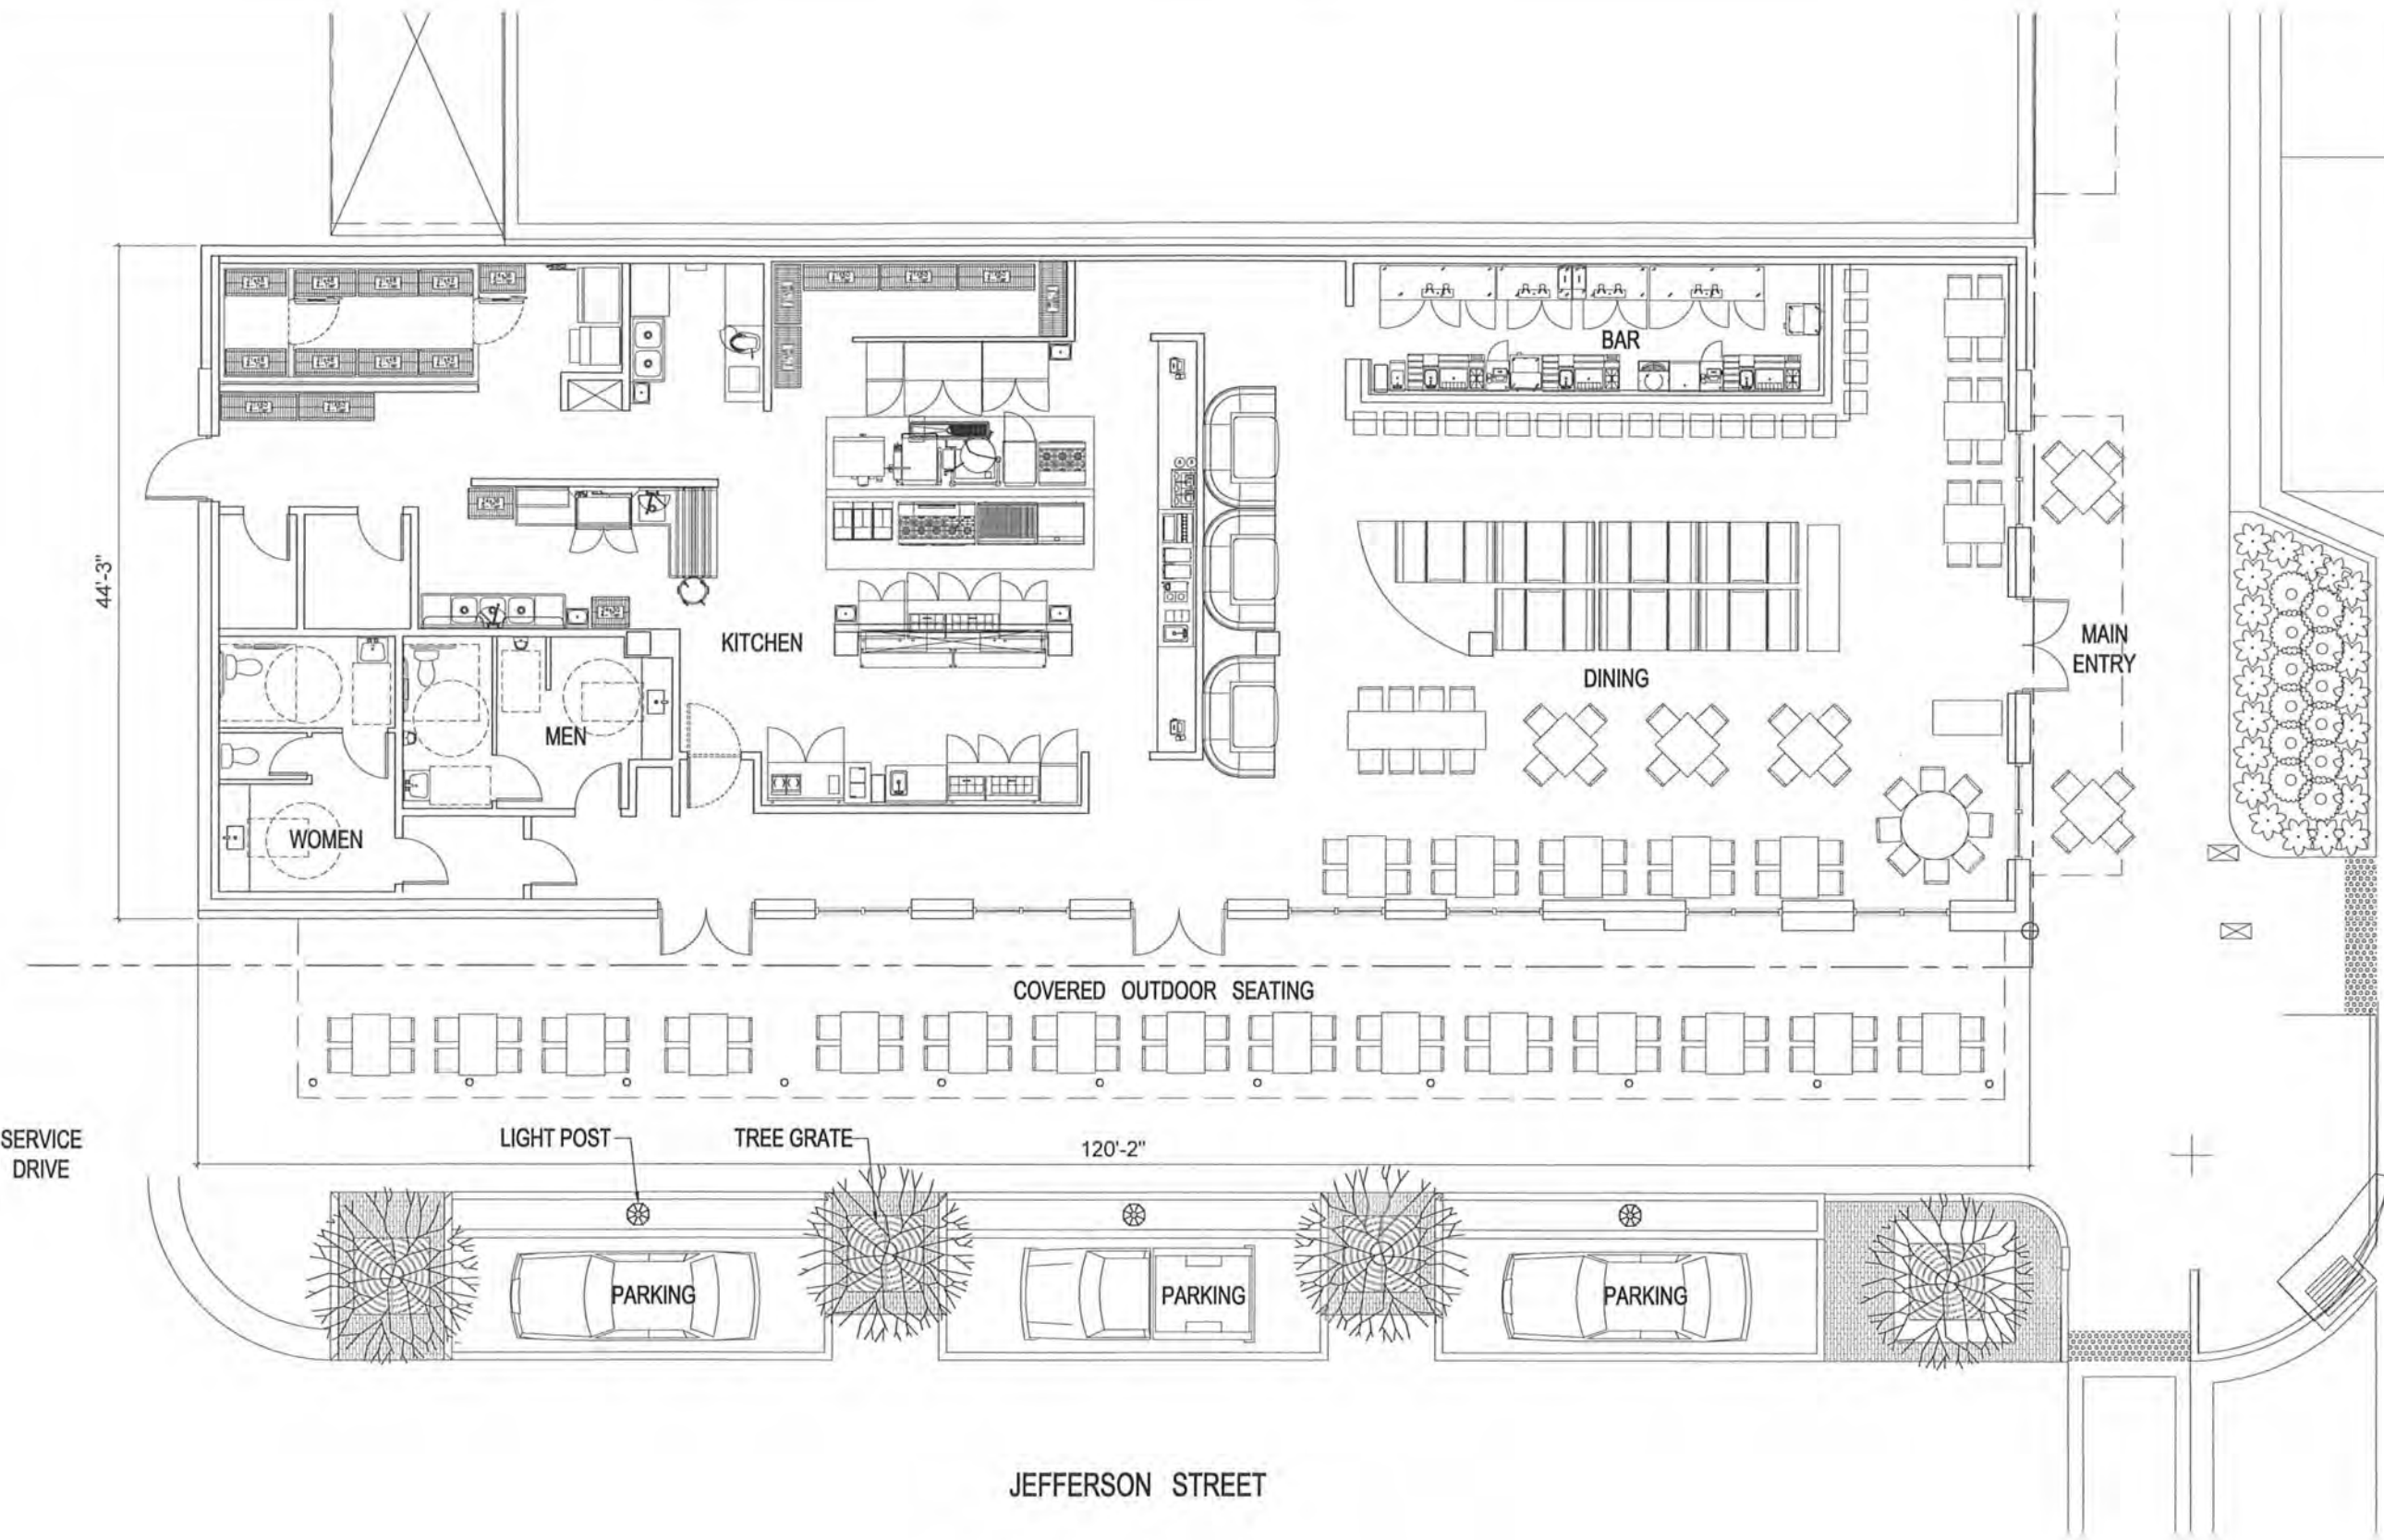 BAR
44'-3"
KITCHEN
MAIN
ENTRY
DINING
MEN
WOMEN
COVERED OUTDOOR SEATING
SERVICE
DRIVE
LIGHT POST
TREE GRATE
120'-2"
PARKING
PARKING
PARKING
JEFFERSON STREET